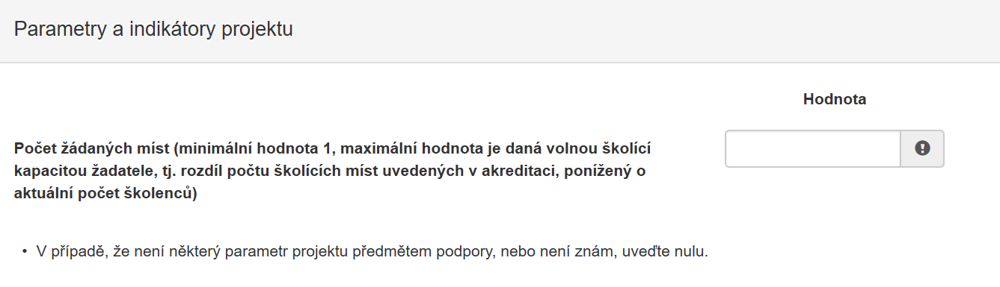 Parametry a indikátory projektu
Hodnota
Počet žádaných míst (minimální hodnota 1, maximální hodnota je daná volnou školící
kapacitou žadatele, tj. rozdíl počtu školících míst uvedených v akreditaci, ponížený o
aktuální počet školenců)
• V případě, že není některý parametr projektu předmětem podpory, nebo není znám, uveďte nulu.